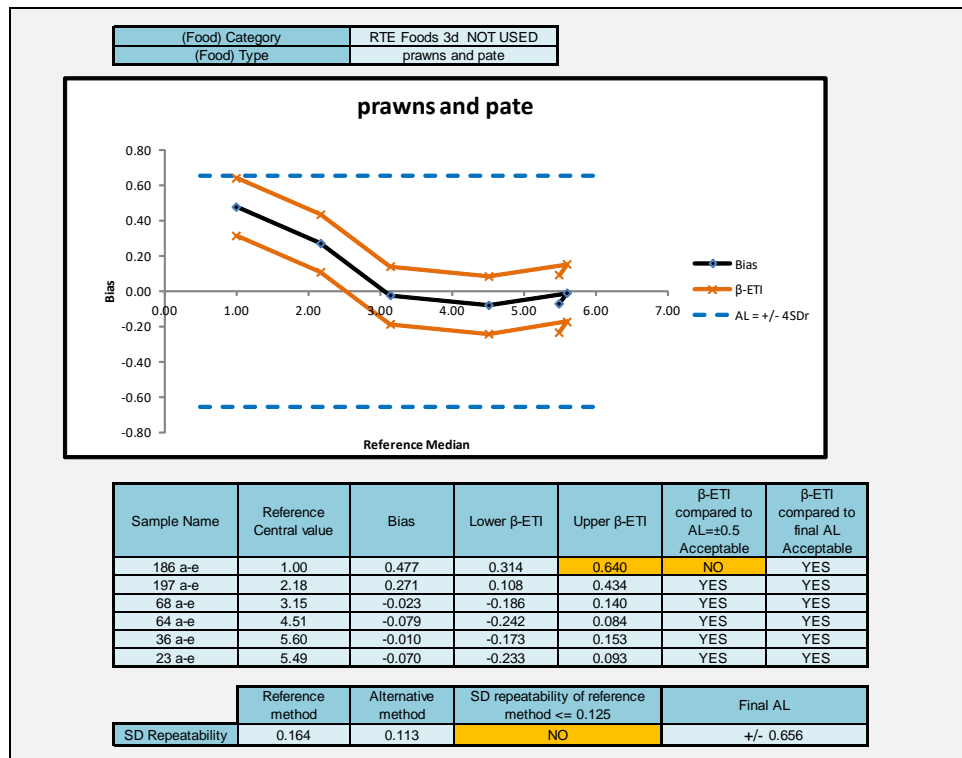 (Food) Category RTE Foods 3d NOT USED
(Food) Type prawns and pate
prawns and pate
0.80
0.60
0.40
0.20
0.00
-0.20
-0.40
-0.60
-0.80
0.00 1.00 2.00 3.00 4.00 5.00 6.00 7.00
Bias
Reference Median
Bias
β-ETI
AL = +/- 4SDr
Sample Name Reference Central value Bias Lower β-ETI Upper β-ETI β-ETI compared to AL=±0.5 Acceptable β-ETI compared to final AL Acceptable
186 a-e 1.00 0.477 0.314 0.640 NO YES
197 a-e 2.18 0.271 0.108 0.434 YES YES
68 a-e 3.15 -0.023 -0.186 0.140 YES YES
64 a-e 4.51 -0.079 -0.242 0.084 YES YES
36 a-e 5.60 -0.010 -0.173 0.153 YES YES
23 a-e 5.49 -0.070 -0.233 0.093 YES YES
Reference method Alternative method SD repeatability of reference method <= 0.125 Final AL
SD Repeatability 0.164 0.113 NO +/- 0.656